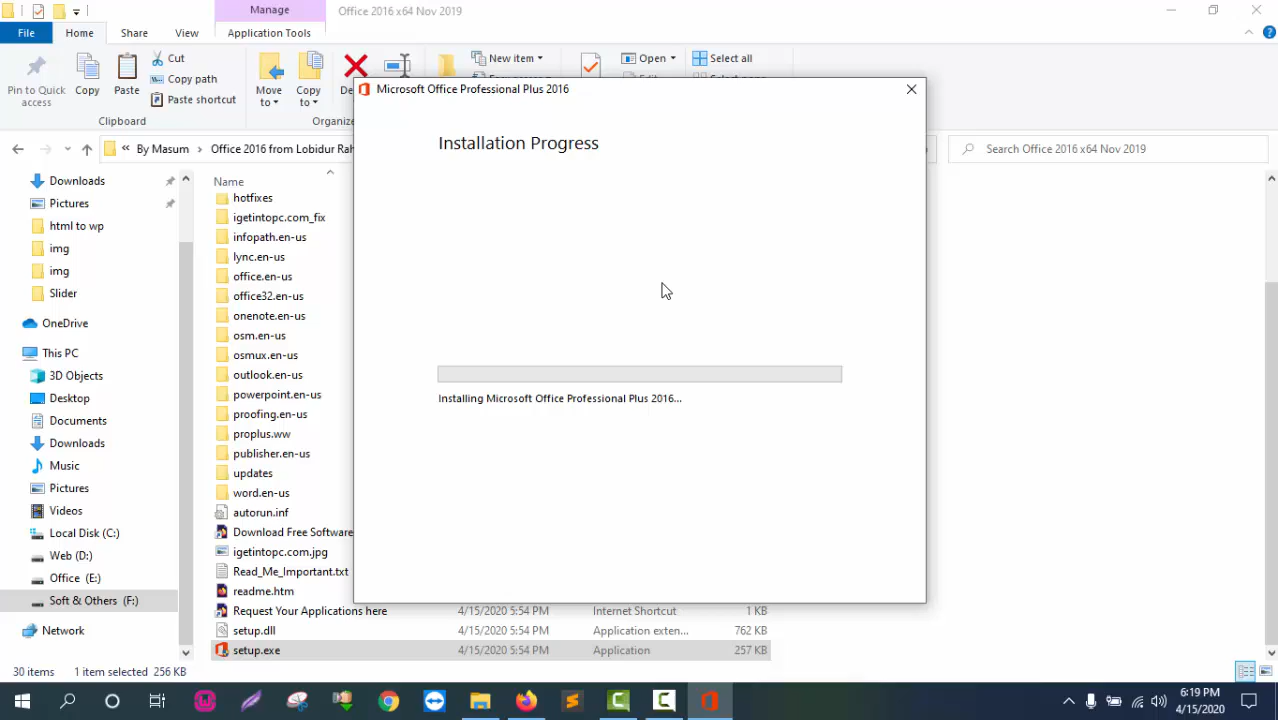 Manage
Office 2016 x64 Nov 2019
File
Home
Share
View
Application Tools
Pin to Quick
access
Copy
Paste
Cut
Copy path
Paste shortcut
Move
to
Copy
to
New item
Open
Select all
Clipboard
Microsoft Office Professional Plus 2016
Installation Progress
Installing Microsoft Office Professional Plus 2016...
« By Masum > Office 2016 from Lobidur Rah
Search Office 2016 x64 Nov 2019
Downloads
Pictures
html to wp
img
img
Slider
OneDrive
This PC
3D Objects
Desktop
Documents
Downloads
Music
Pictures
Videos
Local Disk (C:)
Web (D:)
Office (E:)
Soft & Others (F:)
Network
Name
hotfixes
igetintopc.com_fix
infopath.en-us
lync.en-us
office.en-us
office32.en-us
onenote.en-us
osm.en-us
osmux.en-us
outlook.en-us
powerpoint.en-us
proofing.en-us
proplus.ww
publisher.en-us
updates
word.en-us
autorun.inf
Download Free Software
igetintopc.com.jpg
Read_Me_Important.txt
readme.htm
Request Your Applications here 4/15/2020 5:54 PM Internet Shortcut 1 KB
setup.dll 4/15/2020 5:54 PM Application exten... 762 KB
setup.exe 4/15/2020 5:54 PM Application 257 KB
30 items 1 item selected 256 KB
6:19 PM
4/15/2020